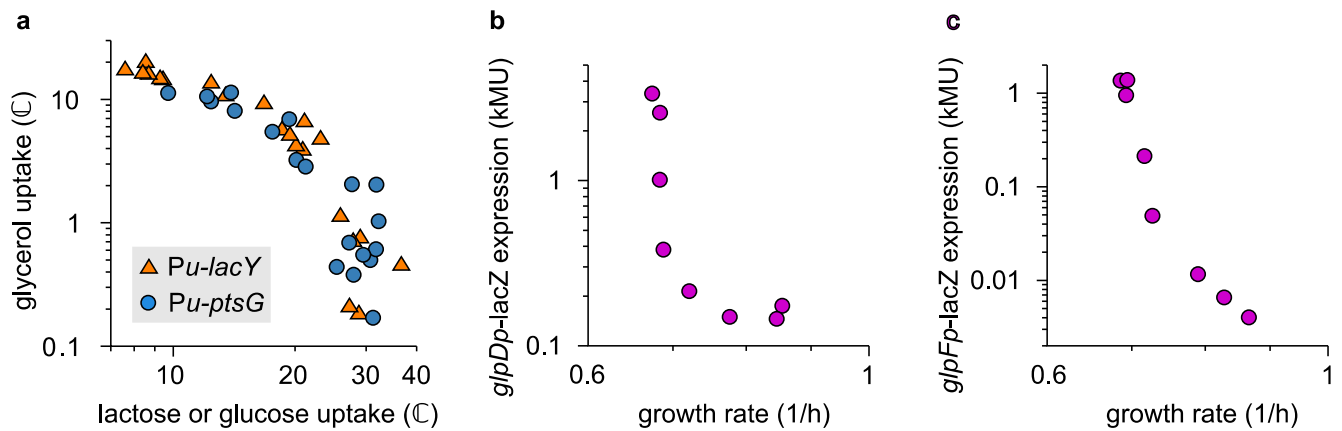 a
glycerol uptake (ℂ)
10
1
0.1
10
20
30
40
lactose or glucose uptake (ℂ)
Pu-lacY
Pu-ptsG
b
glpDp-lacZ expression (kMU)
1
0.1
0.6
1
growth rate (1/h)
c
glpFp-lacZ expression (kMU)
1
0.1
0.01
0.6
1
growth rate (1/h)